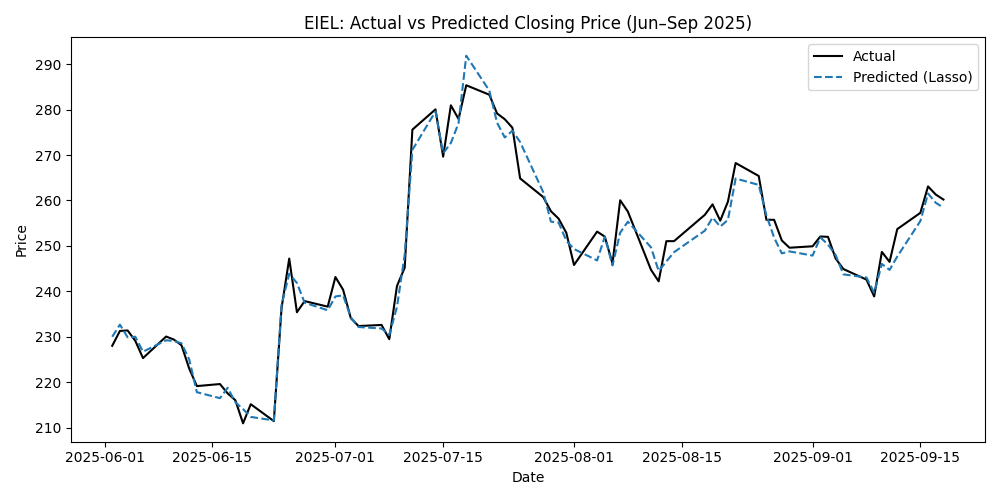 EIEL: Actual vs Predicted Closing Price (Jun–Sep 2025)
Actual
Predicted (Lasso)
Price
290
280
270
260
250
240
230
220
210
2025-06-01 2025-06-15 2025-07-01 2025-07-15 2025-08-01 2025-08-15 2025-09-01 2025-09-15
Date